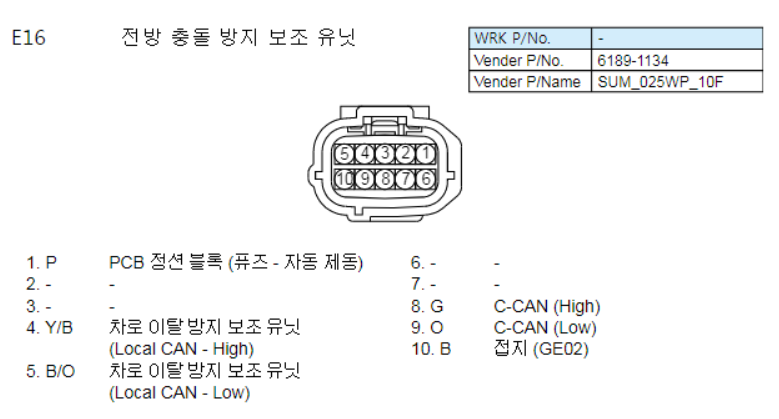 E16 전방 충돌 방지 보조 유닛
WRK P/No. -
Vender P/No. 6189-1134
Vender P/Name SUM_025WP_10F
5 4 3 2 1
10 9 8 7 6
1. P PCB 정션 블록 (퓨즈 - 자동 제동)
2. - -
3. - -
4. Y/B 차로 이탈 방지 보조 유닛
(Local CAN - High)
5. B/O 차로 이탈 방지 보조 유닛
(Local CAN - Low)
6. - -
7. - -
8. G C-CAN (High)
9. O C-CAN (Low)
10. B 접지 (GE02)